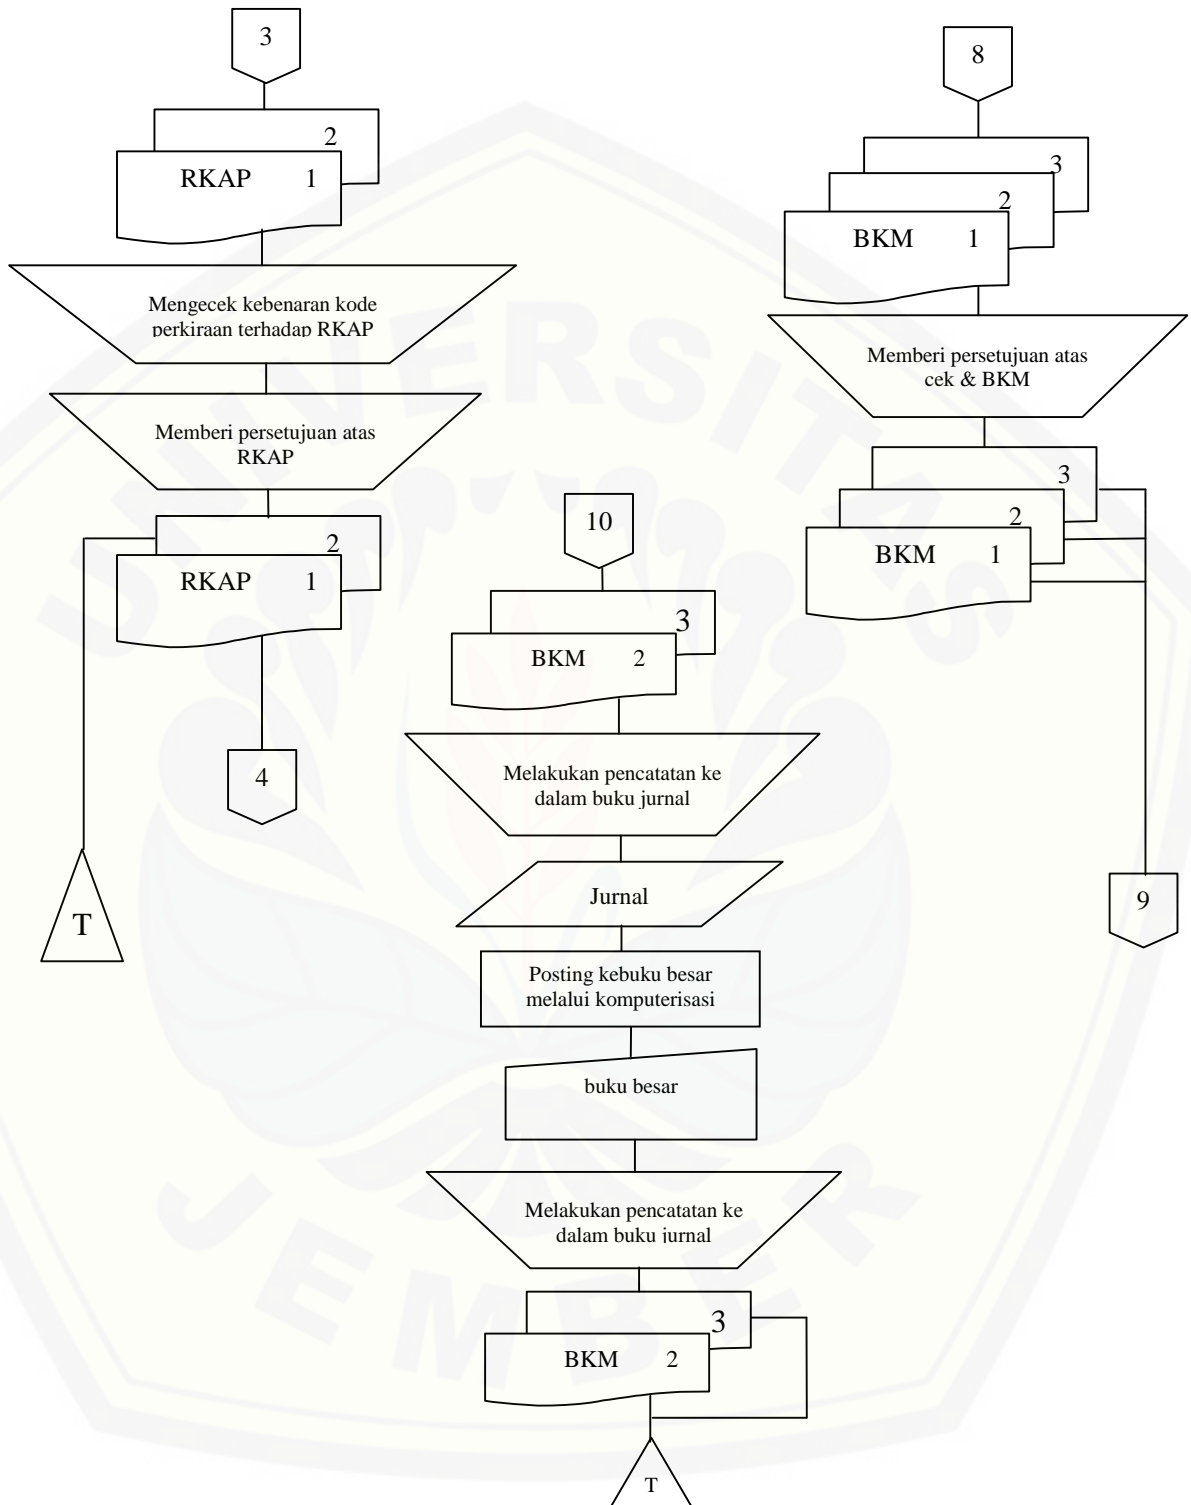 3
2
RKAP 1
Mengecek kebenaran kode
perkiraan terhadap RKAP
Memberi persetujuan atas
RKAP
2
RKAP 1
4
T
10
3
BKM 2
Melakukan pencatatan ke
dalam buku jurnal
Jurnal
Posting kebuku besar
melalui komputerisasi
buku besar
Melakukan pencatatan ke
dalam buku jurnal
3
BKM 2
T
8
3
2
BKM 1
Memberi persetujuan atas
cek & BKM
3
2
BKM 1
9
UNIVERSITAS
JEMBER